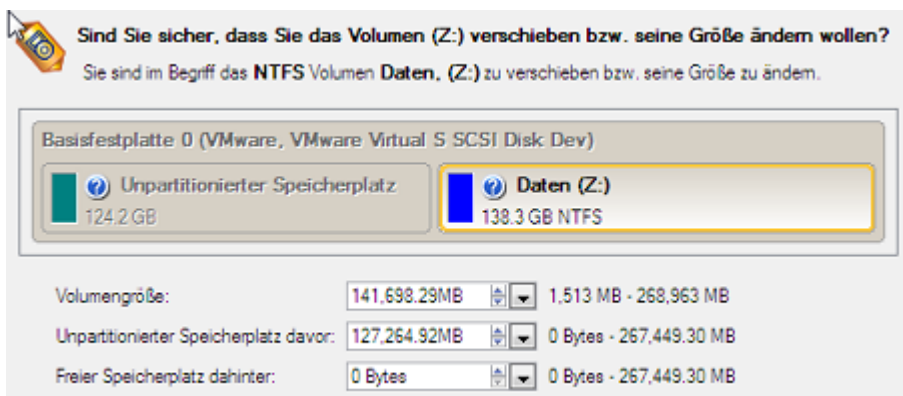 Sind Sie sicher, dass Sie das Volumen (Z:) verschieben bzw. seine Größe ändern wollen?
Sie sind im Begriff das NTFS Volumen Daten, (Z:) zu verschieben bzw. seine Größe zu ändern.
Basisfestplatte 0 (VMware, VMware Virtual S SCSI Disk Dev)
Unpartitionierter Speicherplatz
124.2 GB
Daten (Z:)
138.3 GB NTFS
Volumengröße: 141,698.29MB 1,513 MB - 268,963 MB
Unpartitionierter Speicherplatz davor: 127,264.92MB 0 Bytes - 267,449.30 MB
Freier Speicherplatz dahinter: 0 Bytes 0 Bytes - 267,449.30 MB